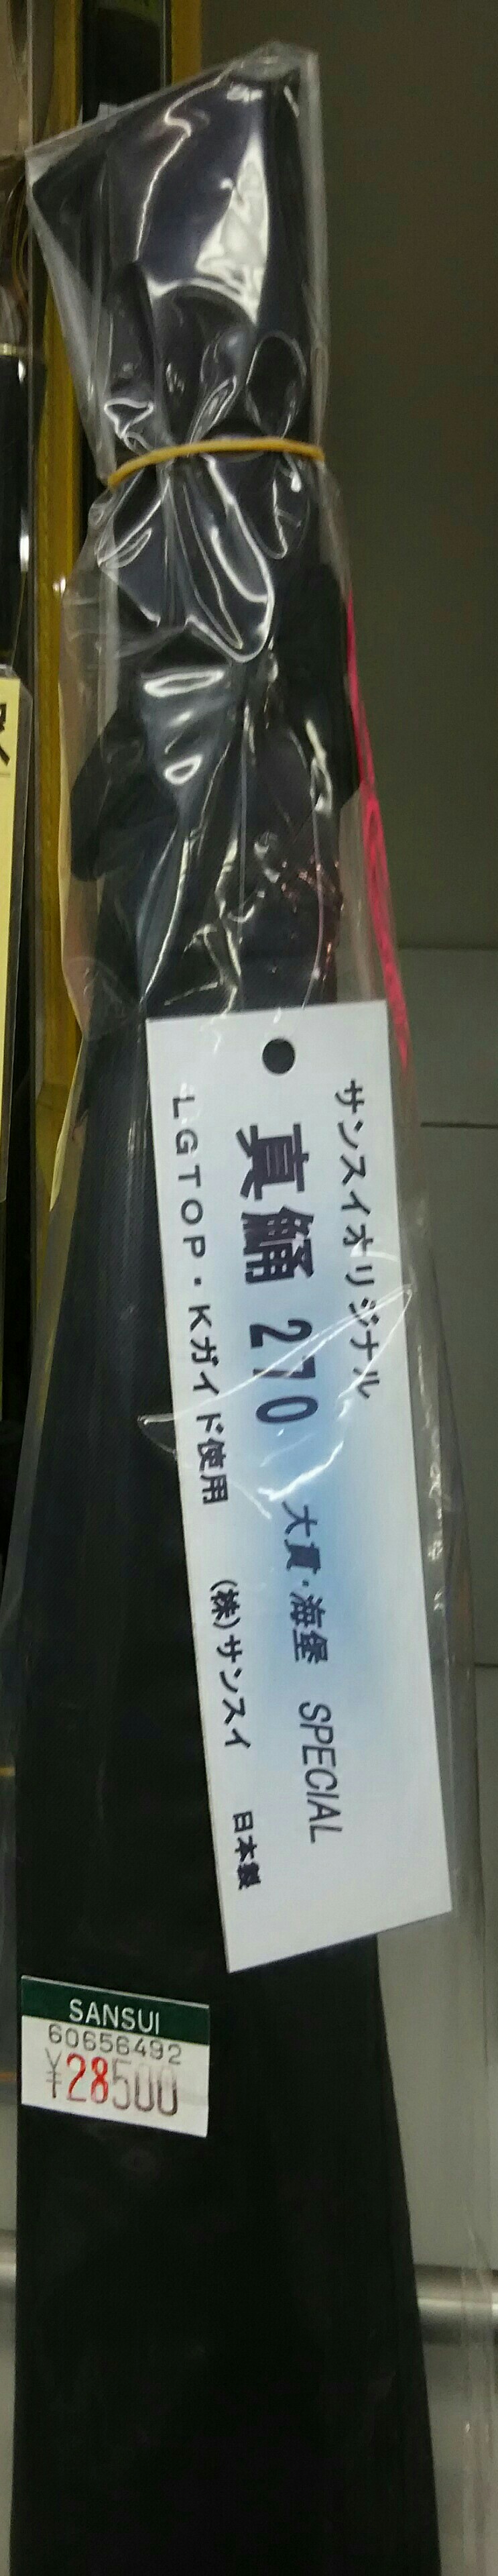 サンスイオリジナル
真鯒 270 大貫・海堡 SPECIAL
LGTOP・Kガイド使用 (株)サンスイ 日本製
SANSUI
60656492
¥28500